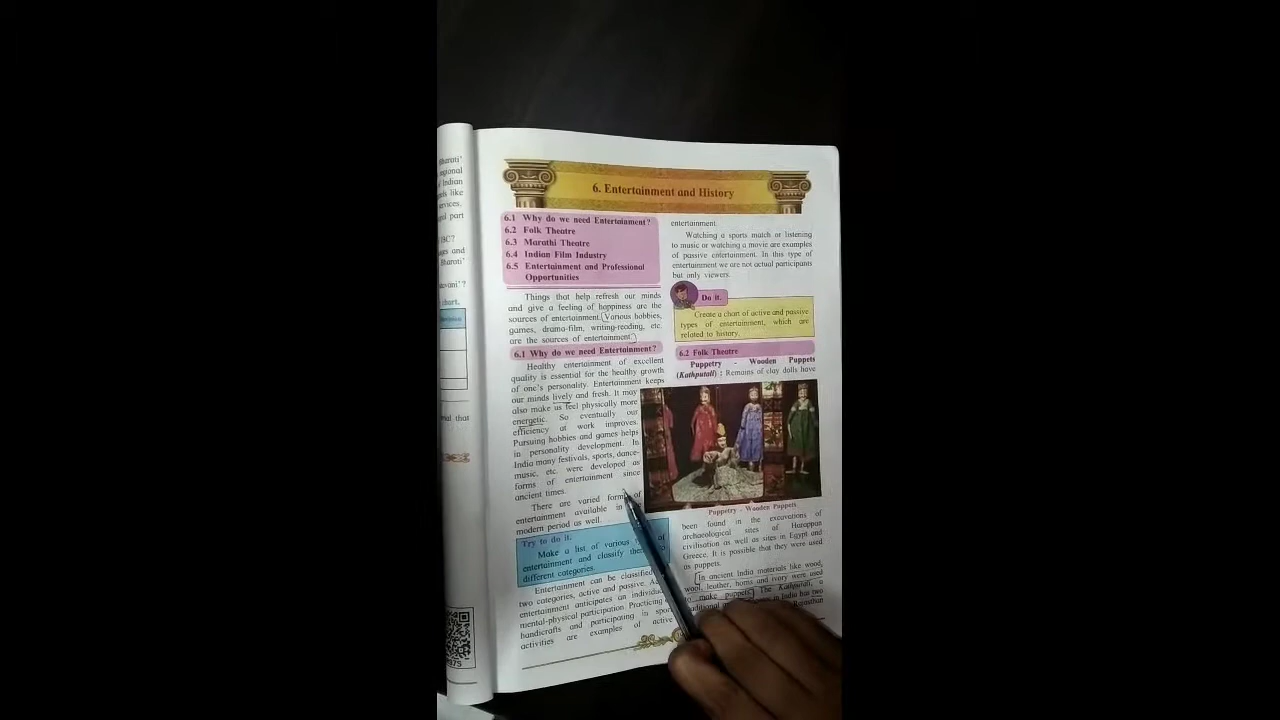 Bharati'
regional
Indian
els like
ervices.
part
IBC?
and
Bharati'
chart.
that
6. Entertainment and History
6.1 Why do we need Entertainment?
6.2 Folk Theatre
6.3 Marathi Theatre
6.4 Indian Film Industry
6.5 Entertainment and Professional
Opportunities
Things that help refresh our minds
and give a feeling of happiness are the
sources of entertainment. Various hobbies,
games, drama-film, writing-reading, etc.
are the sources of entertainment.
6.1 Why do we need Entertainment?
Healthy entertainment of excellent
quality is essential for the healthy growth
of one's personality. Entertainment keeps
our minds lively and fresh. It may
also make us feel physically more
energetic. So eventually our
efficiency at work improves.
Pursuing hobbies and games helps
in personality development. In
India many festivals, sports, dance-
music, etc. were developed as
forms of entertainment since
ancient times.
There are varied forms of
entertainment available in
modern period as well.
Try to do it.
Make a list of various of
entertainment and classify
different categories.
Entertainment can be classified
two categories, active and passive.
entertainment anticipates an
mental-physical participation. Practicing
handicrafts and participating in
activities are examples of active
entertainment.
Watching a sports match or listening
to music or watching a movie are examples
of passive entertainment. In this type of
entertainment we are not actual participants
but only viewers.
Do it.
Create a chart of active and passive
types of entertainment, which are
related to history.
6.2 Folk Theatre
Puppetry - Wooden Puppets
(Kathputali) : Remains of clay dolls have
Puppetry - Wooden Puppets
been found in the excavations of
archaeological sites of Harappan
civilisation as well as sites in Egypt and
Greece. It is possible that they were used
as puppets.
In ancient India materials like wood,
wool, leather, horns and ivory were used
to make puppets. The Kathputali, a
in India has two
Rajasthan